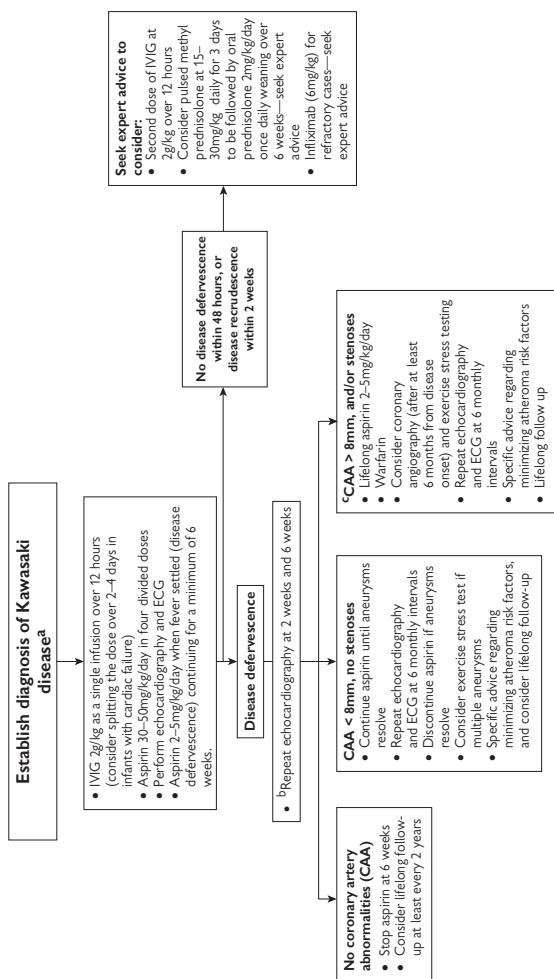 Establish diagnosis of Kawasaki
diseaseᵃ
• IVIG 2g/kg as a single infusion over 12 hours
(consider splitting the dose over 2–4 days in
infants with cardiac failure)
• Aspirin 30–50mg/kg/day in four divided doses
• Perform echocardiography and ECG
• Aspirin 2–5mg/kg/day when fever settled (disease
defervescence) continuing for a minimum of 6
weeks.
Disease defervescence
No disease defervescence
within 48 hours, or
disease recrudescence
within 2 weeks
Seek expert advice to
consider:
• Second dose of IVIG at
2g/kg over 12 hours
• Consider pulsed methyl
prednisolone at 15–
30mg/kg daily for 3 days
to be followed by oral
prednisolone 2mg/kg/day
once daily weaning over
6 weeks—seek expert
advice
• Infliximab (6mg/kg) for
refractory cases—seek
expert advice
• ᵇRepeat echocardiography at 2 weeks and 6 weeks
No coronary artery
abnormalities (CAA)
• Stop aspirin at 6 weeks
• Consider lifelong follow-
up at least every 2 years
CAA < 8mm, no stenoses
• Continue aspirin until aneurysms
resolve
• Repeat echocardiography
and ECG at 6 monthly intervals
• Discontinue aspirin if aneurysms
resolve
• Consider exercise stress test if
multiple aneurysms
• Specific advice regarding
minimizing atheroma risk factors,
and consider lifelong follow-up
ᶜCAA > 8mm, and/or stenoses
• Lifelong aspirin 2–5mg/kg/day
• Warfarin
• Consider coronary
angiography (after at least
6 months from disease
onset) and exercise stress testing
• Repeat echocardiography
and ECG at 6 monthly
intervals
• Specific advice regarding
minimizing atheroma risk factors
• Lifelong follow up